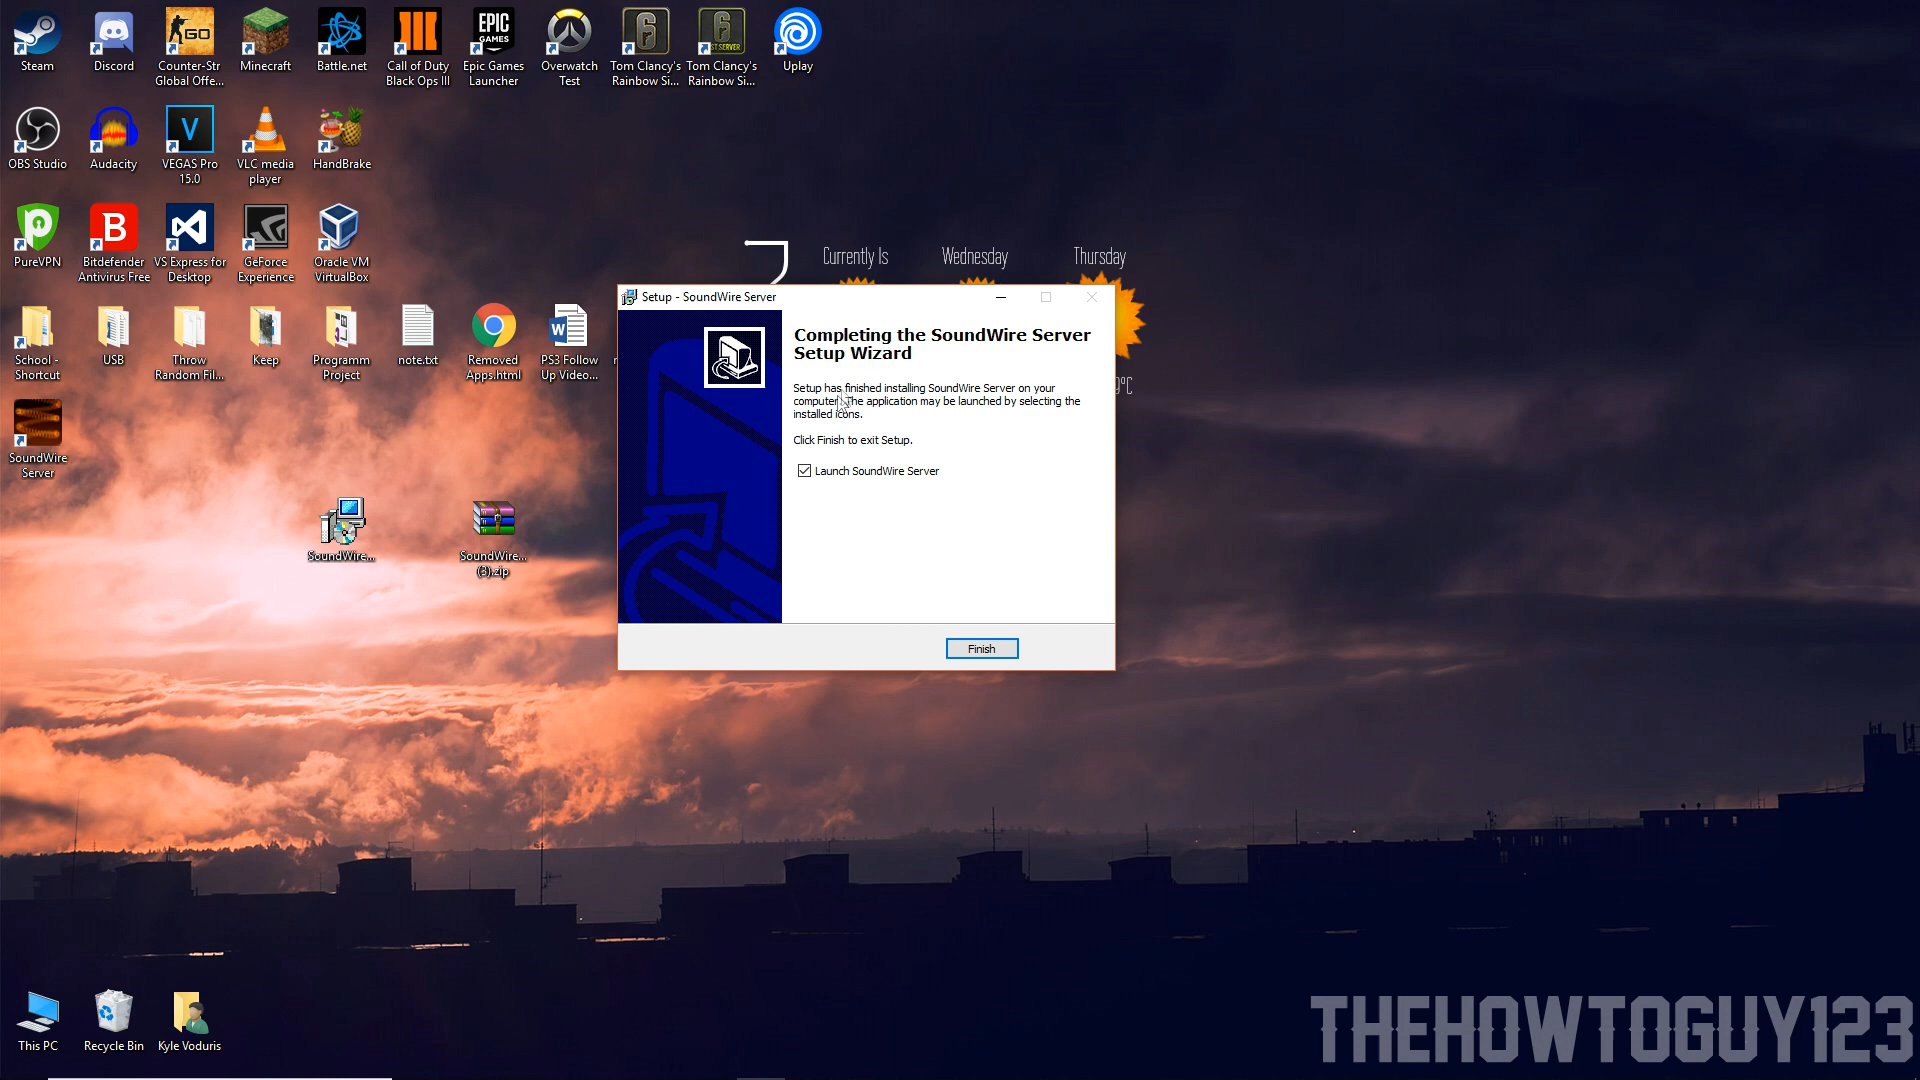 Steam
Discord
Counter-Str
Global Offe...
Minecraft
Battle.net
Call of Duty
Black Ops III
EPIC
GAMES
Epic Games
Launcher
Overwatch
Test
Tom Clancy's
Rainbow Si...
Tom Clancy's
Rainbow Si...
Uplay
OBS Studio
Audacity
VEGAS Pro
15.0
VLC media
player
HandBrake
PureVPN
Bitdefender
Antivirus Free
VS Express for
Desktop
GeForce
Experience
Oracle VM
VirtualBox
Currently Is
Wednesday
Thursday
School -
Shortcut
USB
Throw
Random Fil...
Keep
Programm
Project
note.txt
Removed
Apps.html
PS3 Follow
Up Video...
SoundWire
Server
SoundWire...
SoundWire...
(3).zip
Setup - SoundWire Server
Completing the SoundWire Server
Setup Wizard
Setup has finished installing SoundWire Server on your
computer. The application may be launched by selecting the
installed icons.
Click Finish to exit Setup.
Launch SoundWire Server
Finish
This PC
Recycle Bin
Kyle Voduris
THEHOWTOGUY123